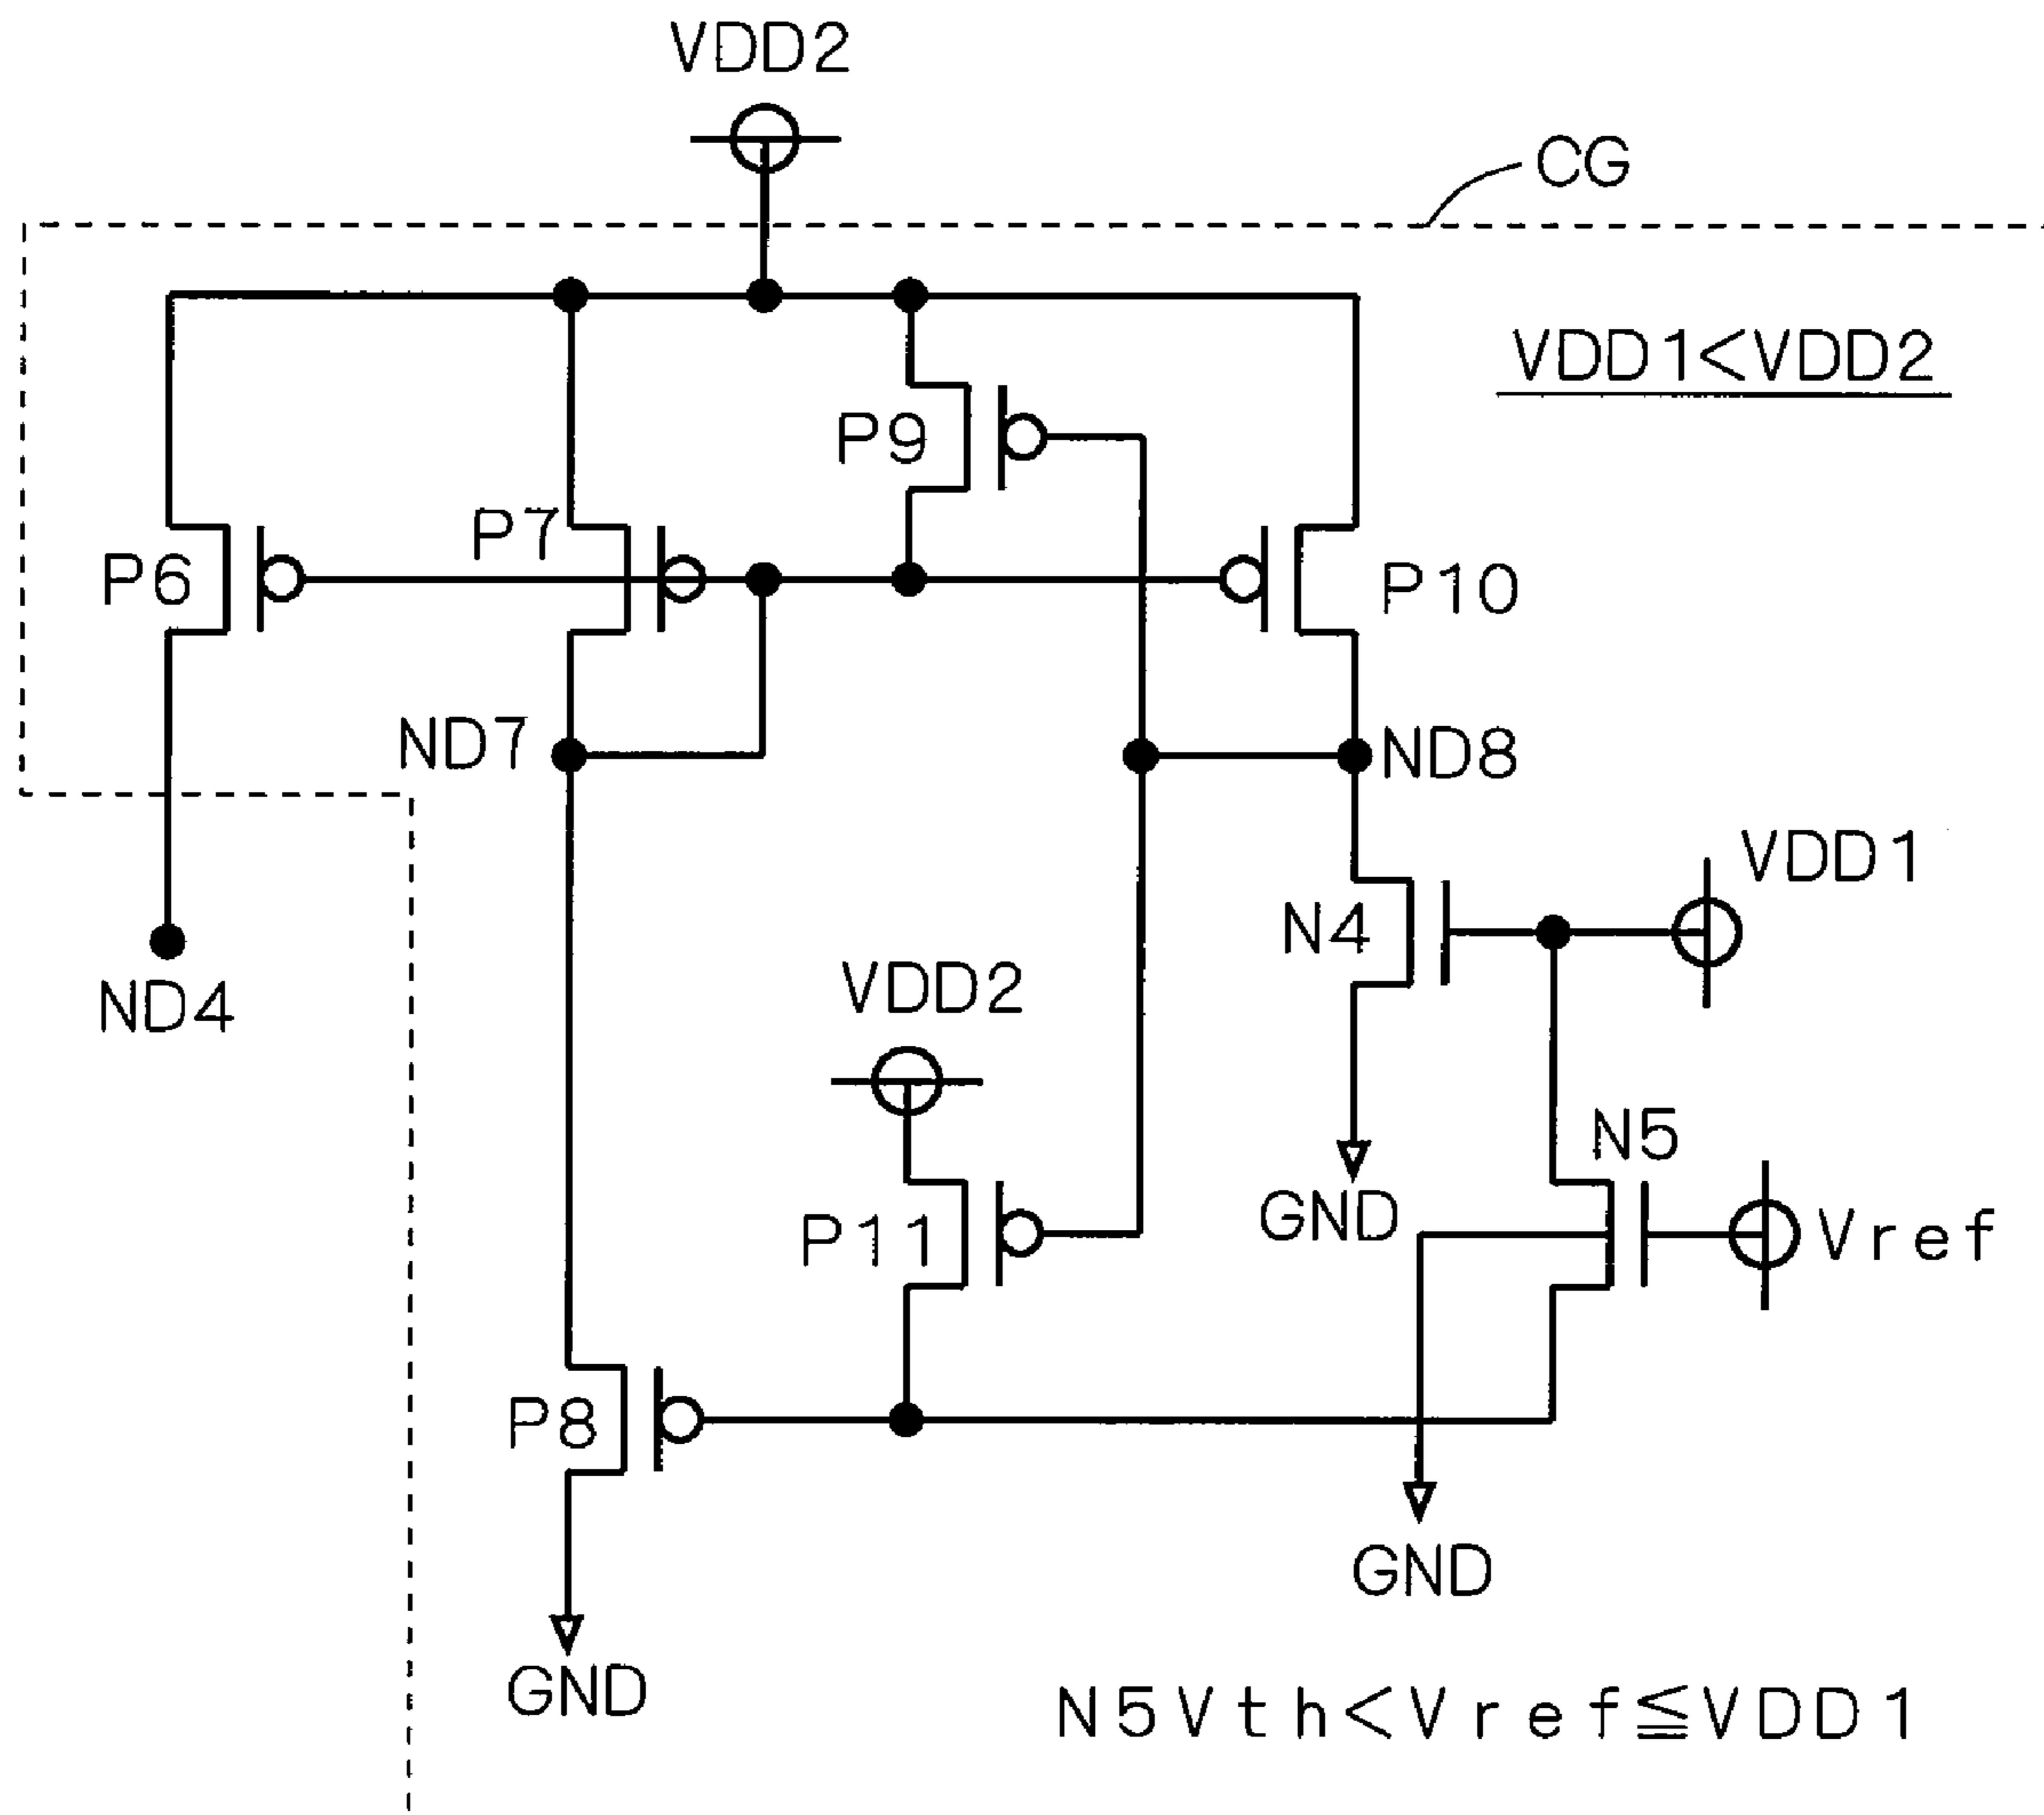 VDD2
CG
VDD1<VDD2
P9
P7
P6
P10
ND7
ND8
VDD1
N4
VDD2
ND4
N5
P11
GND
Vref
P8
GND
GND
N5Vth<Vref≦VDD1